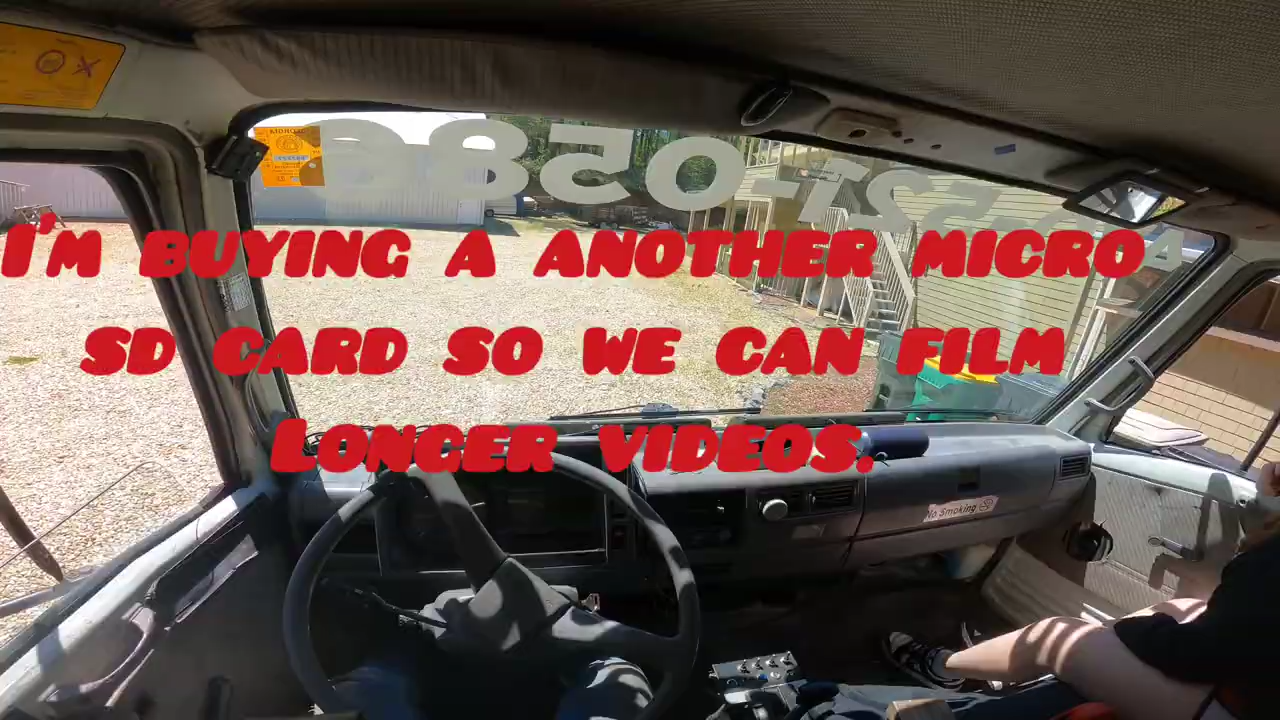 I'm buying a another micro
SD card so we can film
Longer videos.
No Smoking